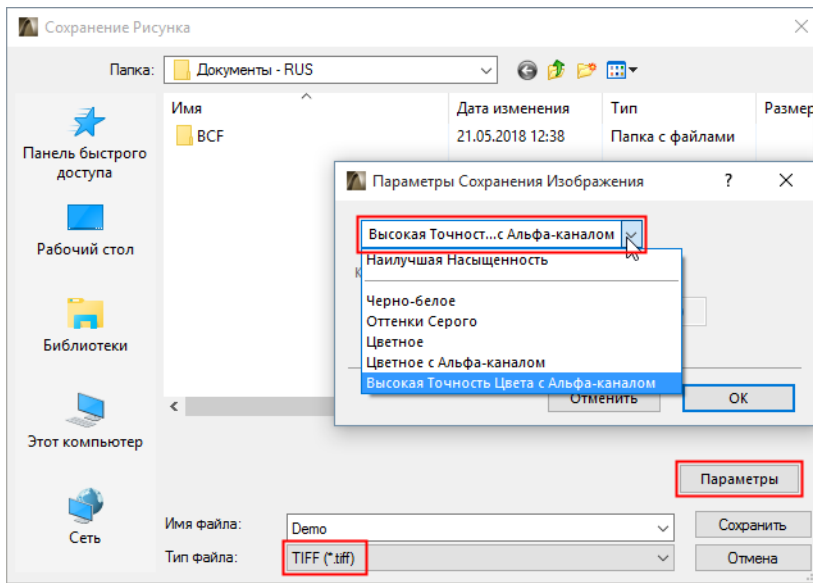 Сохранение Рисунка
Папка:
Документы - RUS
Имя
Дата изменения
Тип
Размер
BCF
21.05.2018 12:38
Папка с файлами
Панель быстрого
доступа
Рабочий стол
Библиотеки
Этот компьютер
Сеть
Параметры Сохранения Изображения
?
Высокая Точност...с Альфа-каналом
Наилучшая Насыщенность
Черно-белое
Оттенки Серого
Цветное
Цветное с Альфа-каналом
Высокая Точность Цвета с Альфа-каналом
Отменить
OK
Параметры
Имя файла:
Demo
Сохранить
Тип файла:
TIFF (*.tiff)
Отмена